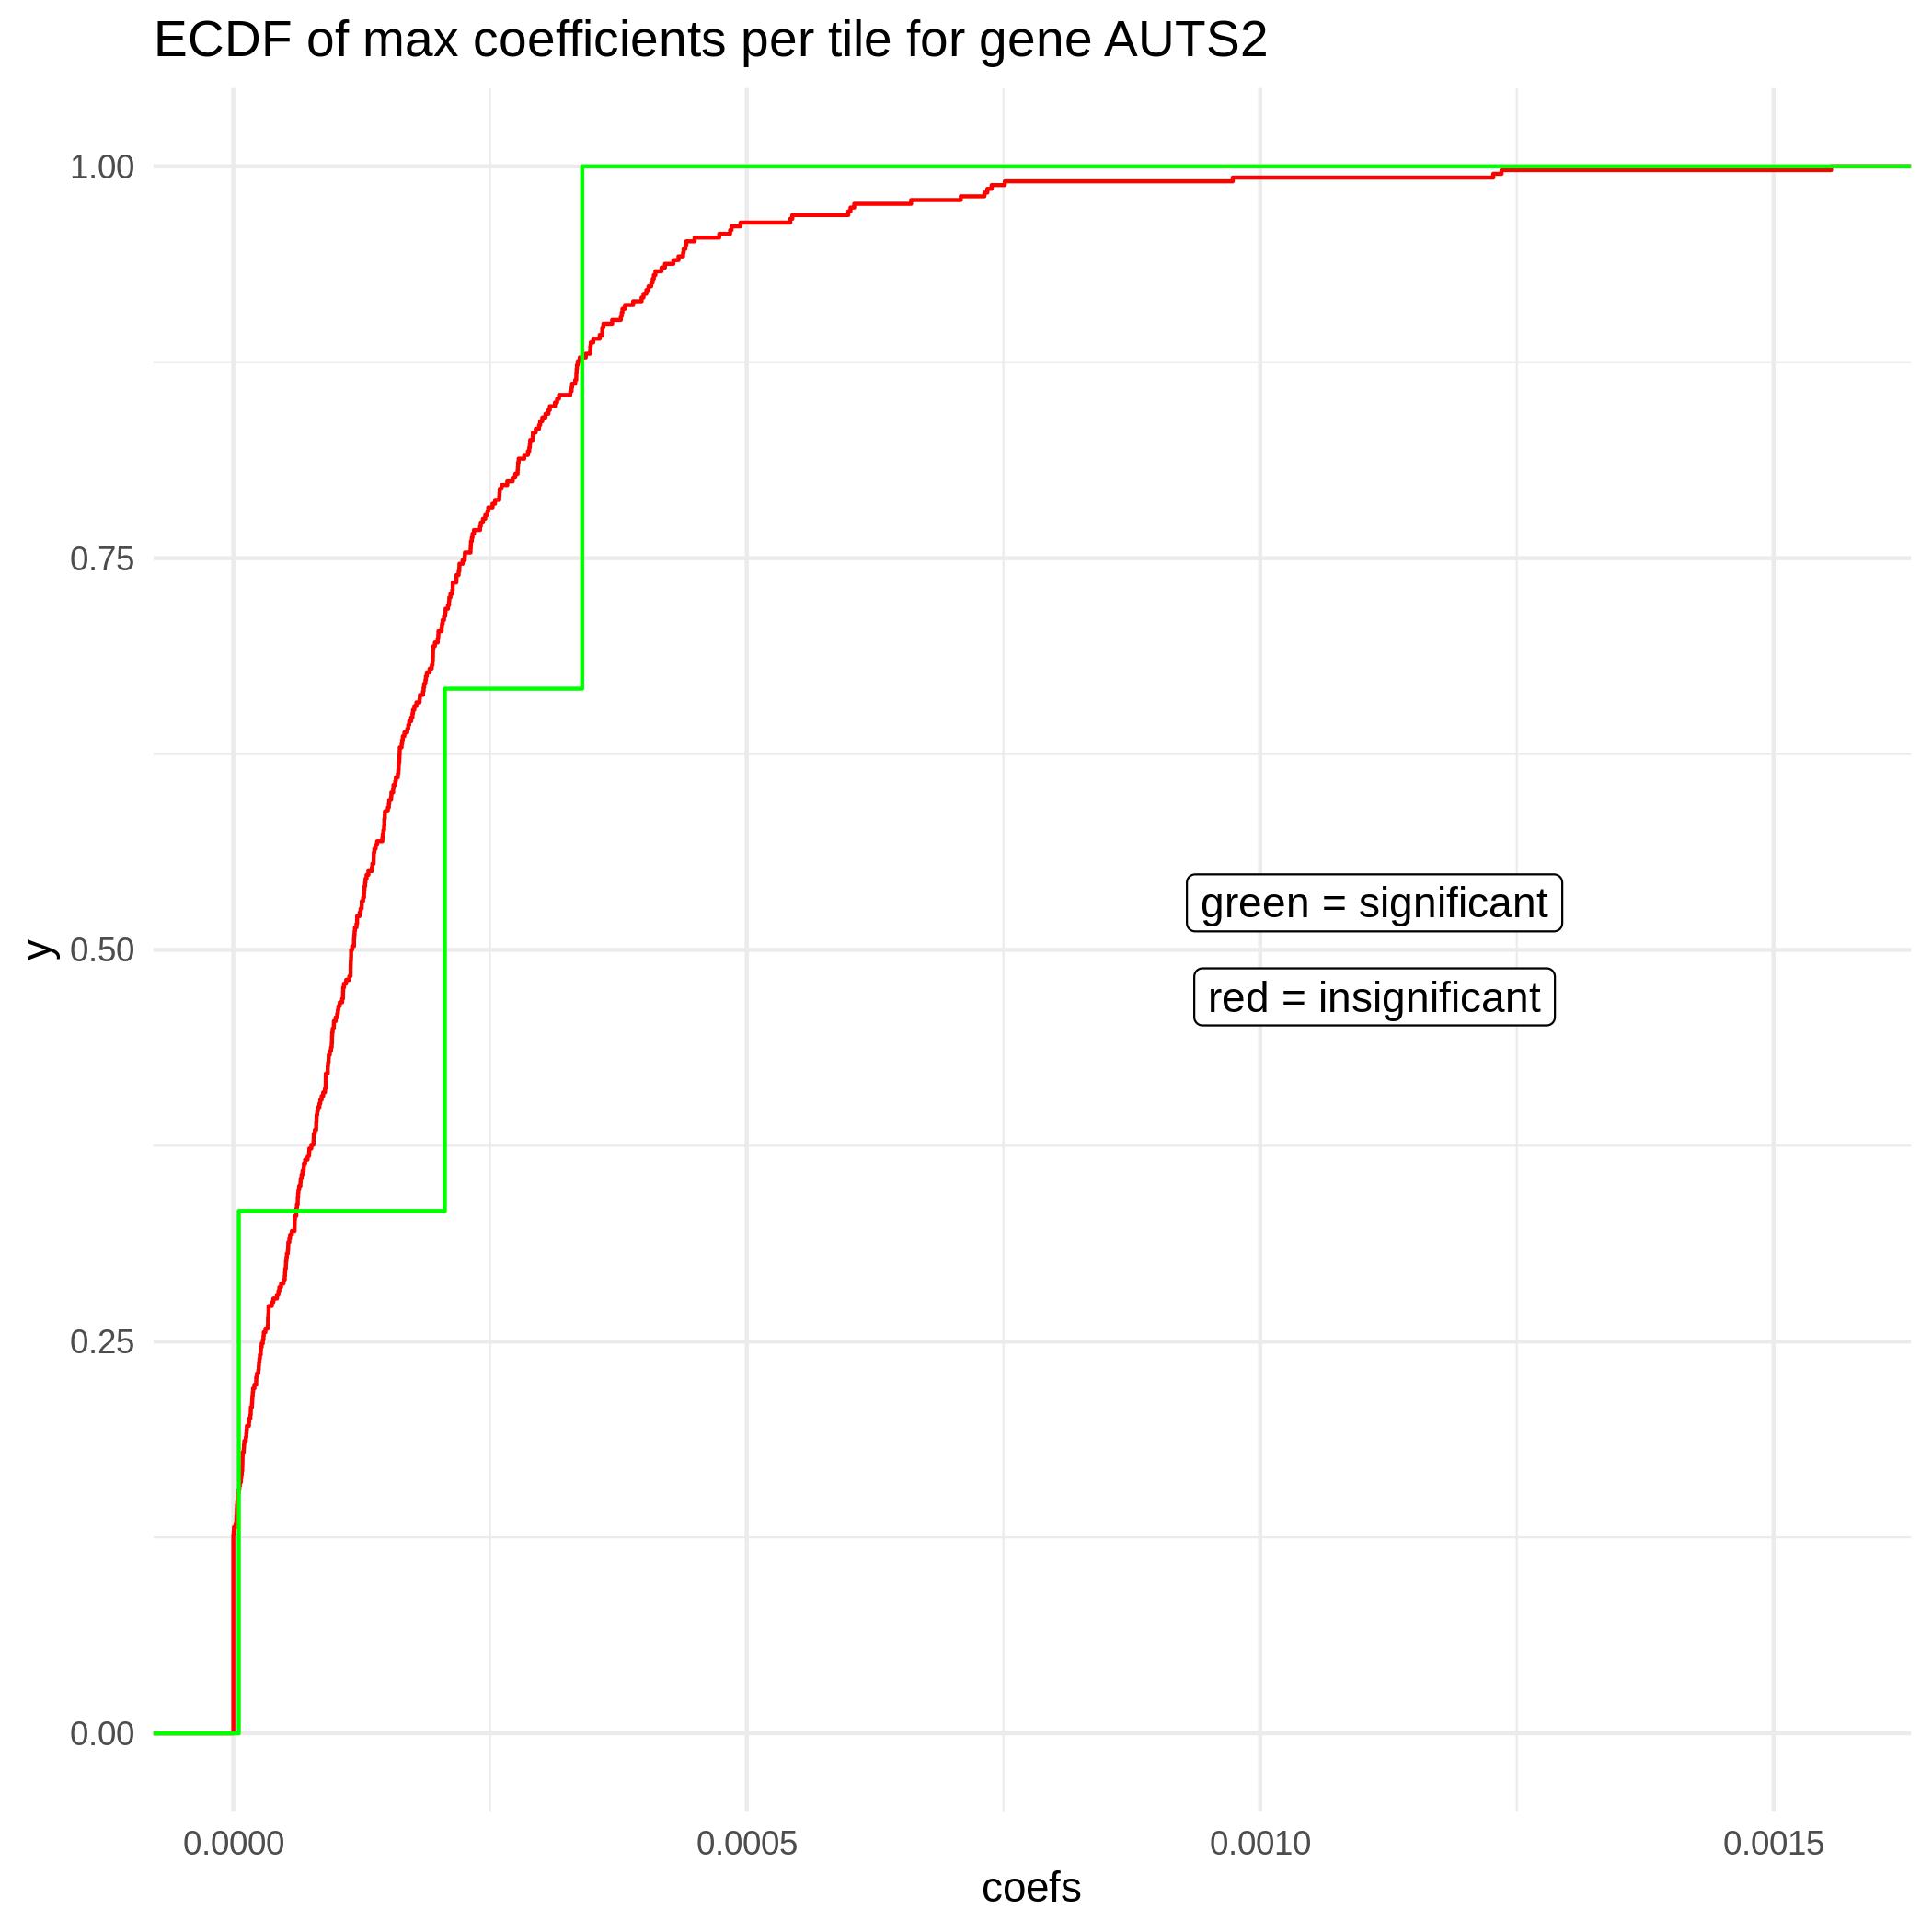 ECDF of max coefficients per tile for gene AUTS2
1.00
0.75
green = significant
y
0.50
red = insignificant
0.25
0.00
0.0000
0.0005
0.0010
0.0015
coefs